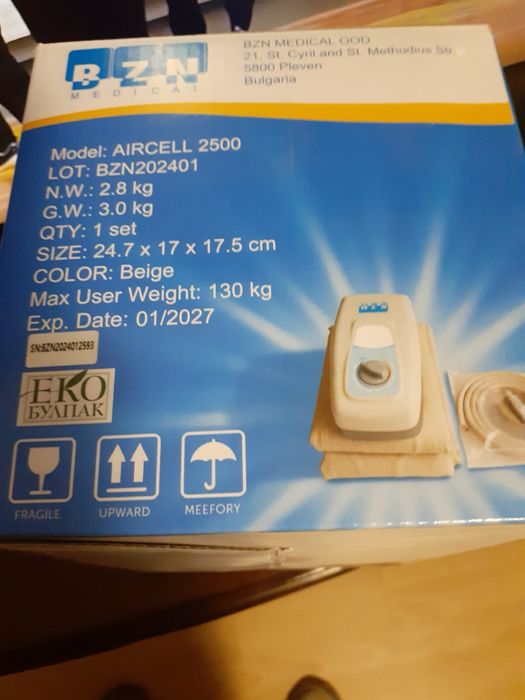 BZN
MEDICAL
BZN MEDICAL OOD
21, St. Cyril and St. Methodius Str.
5800 Pleven
Bulgaria
Model: AIRCELL 2500
LOT: BZN202401
N.W.: 2.8 kg
G.W.: 3.0 kg
QTY: 1 set
SIZE: 24.7 x 17 x 17.5 cm
COLOR: Beige
Max User Weight: 130 kg
Exp. Date: 01/2027
SN:BZN2024012593
ЕКО
БУЛПАК
FRAGILE
UPWARD
MEEFORY
BZN